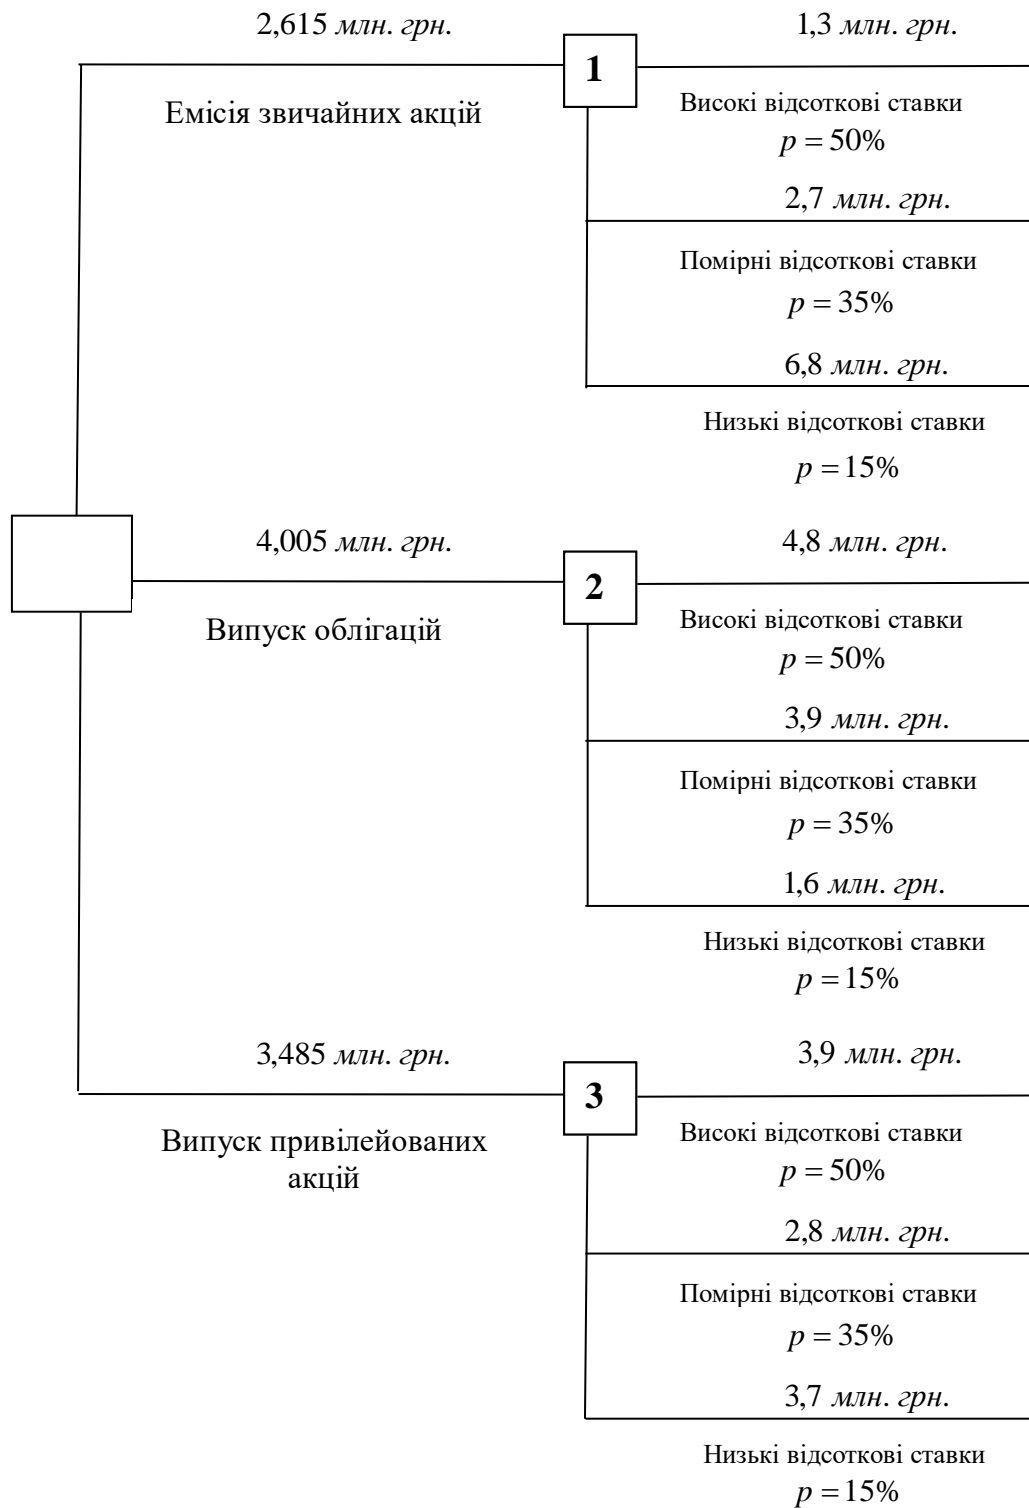 2,615 млн. грн.
1
1,3 млн. грн.
Емісія звичайних акцій
Високі відсоткові ставки
p = 50%
2,7 млн. грн.
Помірні відсоткові ставки
p = 35%
6,8 млн. грн.
Низькі відсоткові ставки
p = 15%
4,005 млн. грн.
2
4,8 млн. грн.
Випуск облігацій
Високі відсоткові ставки
p = 50%
3,9 млн. грн.
Помірні відсоткові ставки
p = 35%
1,6 млн. грн.
Низькі відсоткові ставки
p = 15%
3,485 млн. грн.
3
3,9 млн. грн.
Випуск привілейованих
акцій
Високі відсоткові ставки
p = 50%
2,8 млн. грн.
Помірні відсоткові ставки
p = 35%
3,7 млн. грн.
Низькі відсоткові ставки
p = 15%